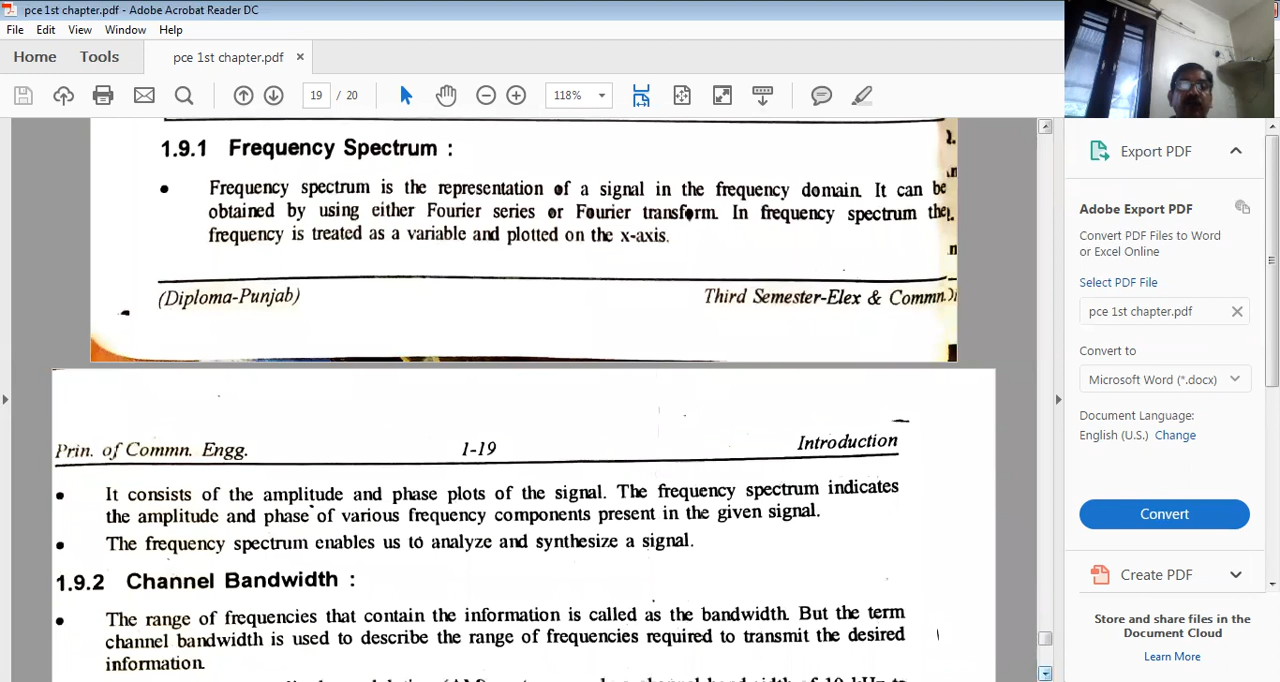 pce 1st chapter.pdf - Adobe Acrobat Reader DC
File Edit View Window Help
Home Tools pce 1st chapter.pdf ×
19 / 20 118%
1.9.1 Frequency Spectrum :
• Frequency spectrum is the representation of a signal in the frequency domain. It can be
obtained by using either Fourier series or Fourier transform. In frequency spectrum the
frequency is treated as a variable and plotted on the x-axis.
(Diploma-Punjab) Third Semester-Elex & Commn.)
Prin. of Commn. Engg. 1-19 Introduction
• It consists of the amplitude and phase plots of the signal. The frequency spectrum indicates
the amplitude and phase of various frequency components present in the given signal.
• The frequency spectrum enables us to analyze and synthesize a signal.
1.9.2 Channel Bandwidth :
• The range of frequencies that contain the information is called as the bandwidth. But the term
channel bandwidth is used to describe the range of frequencies required to transmit the desired
information.
Export PDF
Adobe Export PDF
Convert PDF Files to Word
or Excel Online
Select PDF File
pce 1st chapter.pdf ×
Convert to
Microsoft Word (*.docx)
Document Language:
English (U.S.) Change
Convert
Create PDF
Store and share files in the
Document Cloud
Learn More